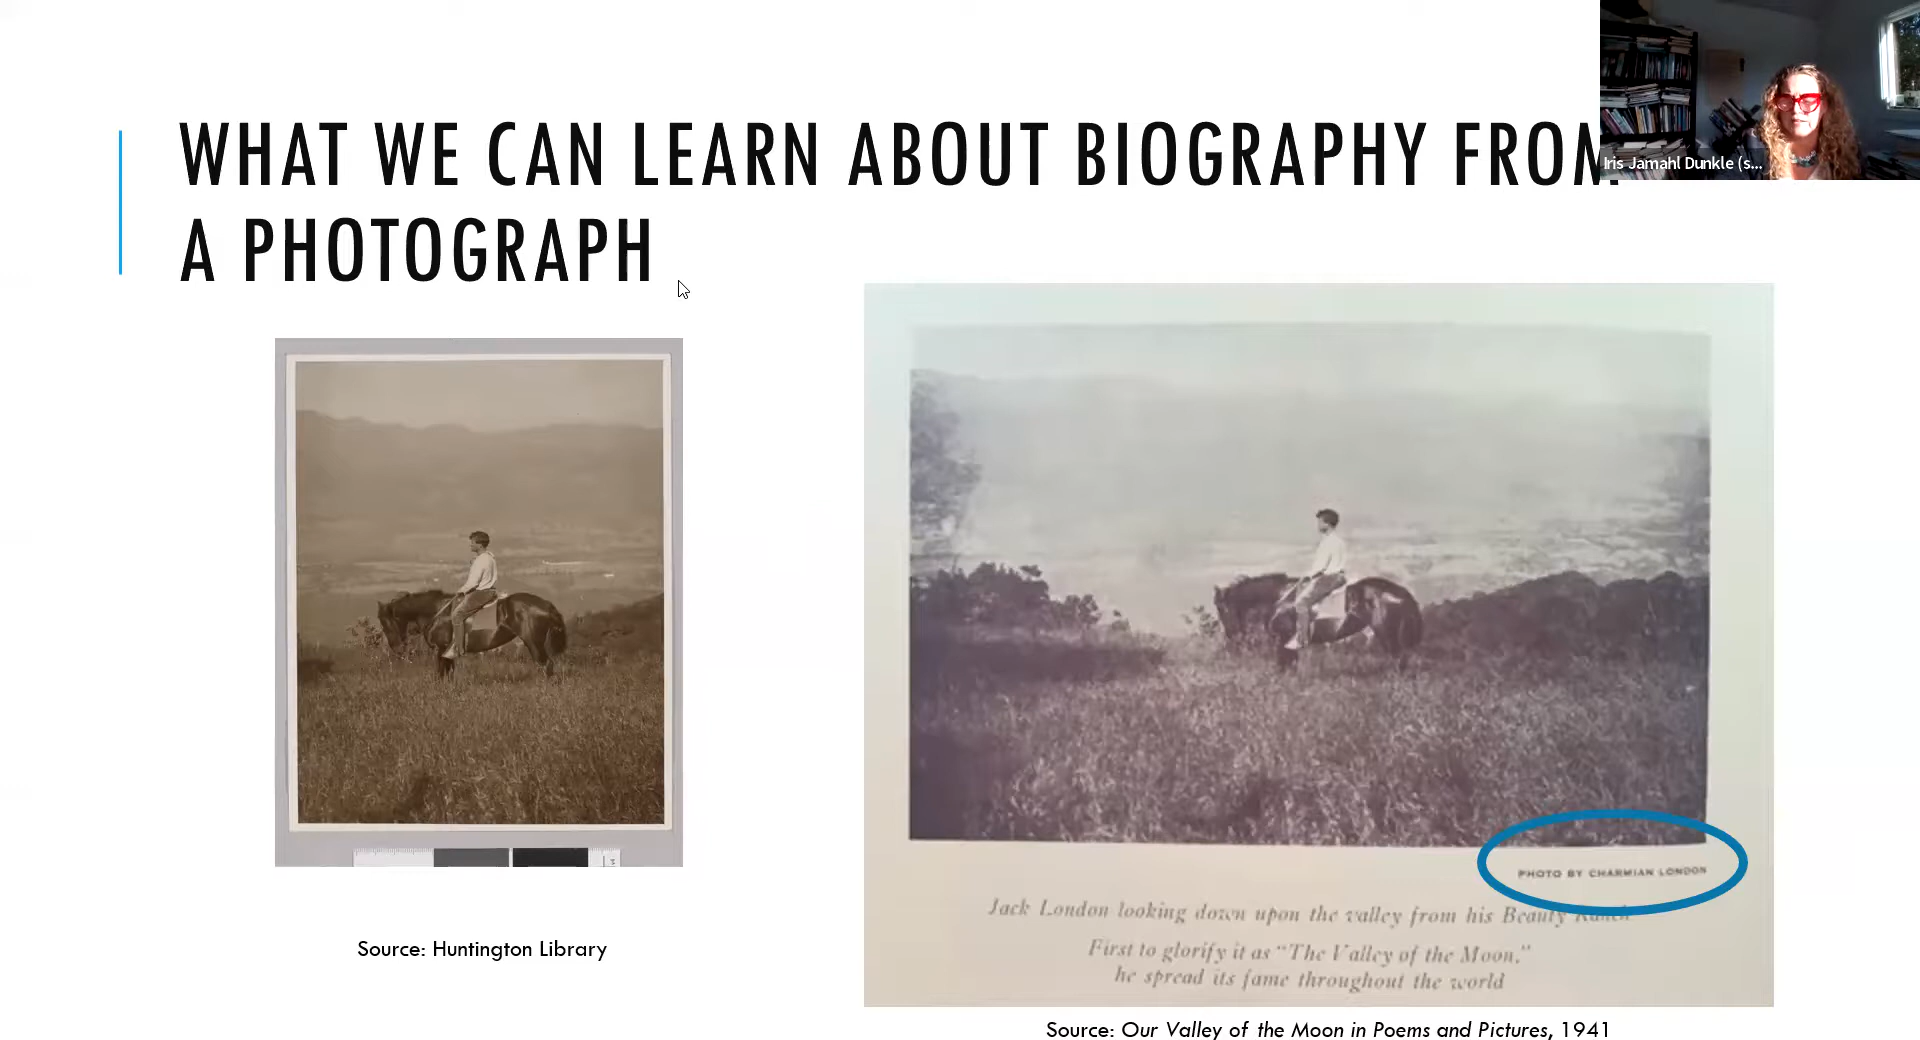 WHAT WE CAN LEARN ABOUT BIOGRAPHY FROM
A PHOTOGRAPH
Iris Jamahl Dunkle (s...
PHOTO BY CHARMIAN LONDON
Jack London looking down upon the valley from his Beauty Ranch
First to glorify it as "The Valley of the Moon,"
he spread its fame throughout the world
Source: Huntington Library
Source: Our Valley of the Moon in Poems and Pictures, 1941